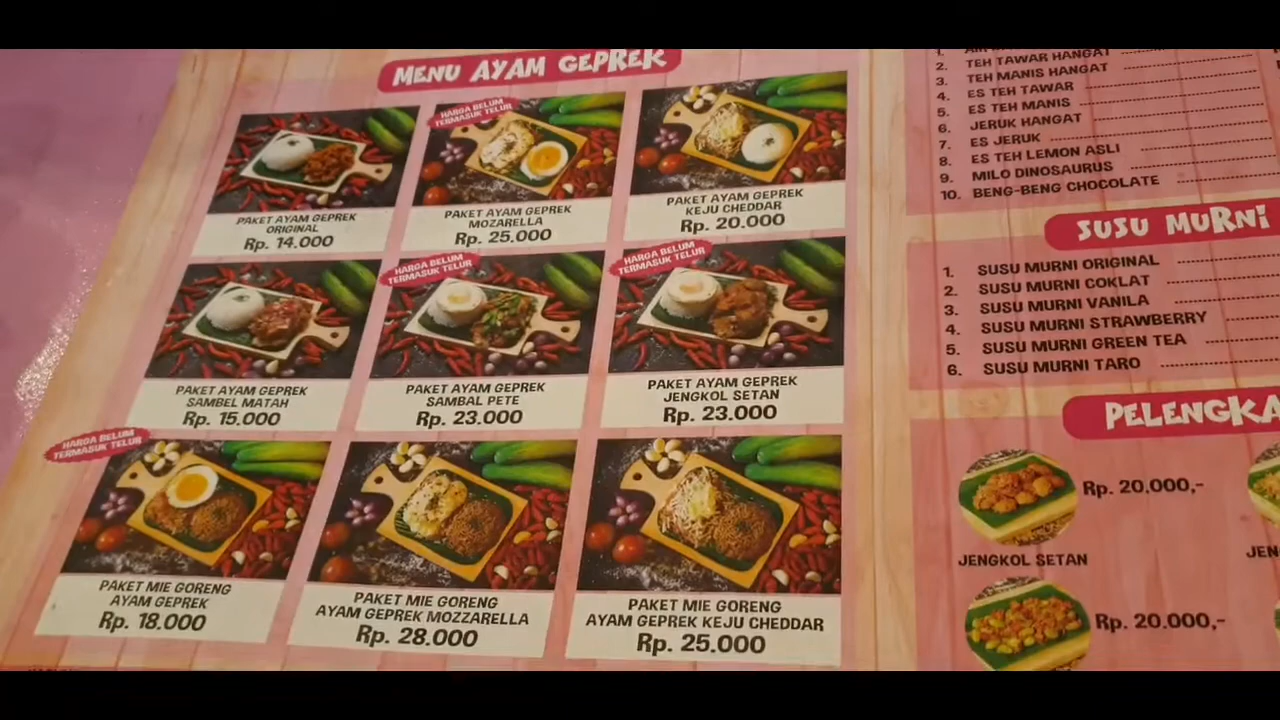 MENU AYAM GEPREK
HARGA BELUM
TERMASUK TELUR
PAKET AYAM GEPREK
ORIGINAL
Rp. 14.000
PAKET AYAM GEPREK
MOZARELLA
Rp. 25.000
PAKET AYAM GEPREK
KEJU CHEDDAR
Rp. 20.000
HARGA BELUM
TERMASUK TELUR
HARGA BELUM
TERMASUK TELUR
PAKET AYAM GEPREK
SAMBEL MATAH
Rp. 15.000
PAKET AYAM GEPREK
SAMBAL PETE
Rp. 23.000
PAKET AYAM GEPREK
JENGKOL SETAN
Rp. 23.000
HARGA BELUM
TERMASUK TELUR
PAKET MIE GORENG
AYAM GEPREK
Rp. 18.000
PAKET MIE GORENG
AYAM GEPREK MOZZARELLA
Rp. 28.000
PAKET MIE GORENG
AYAM GEPREK KEJU CHEDDAR
Rp. 25.000
1.
2. TEH TAWAR HANGAT
3. TEH MANIS HANGAT
4. ES TEH TAWAR
5. ES TEH MANIS
6. JERUK HANGAT
7. ES JERUK
8. ES TEH LEMON ASLI
9. MILO DINOSAURUS
10. BENG-BENG CHOCOLATE
SUSU MURNI
1. SUSU MURNI ORIGINAL
2. SUSU MURNI COKLAT
3. SUSU MURNI VANILA
4. SUSU MURNI STRAWBERRY
5. SUSU MURNI GREEN TEA
6. SUSU MURNI TARO
PELENGKA
Rp. 20.000,-
JENGKOL SETAN
JEN
Rp. 20.000,-